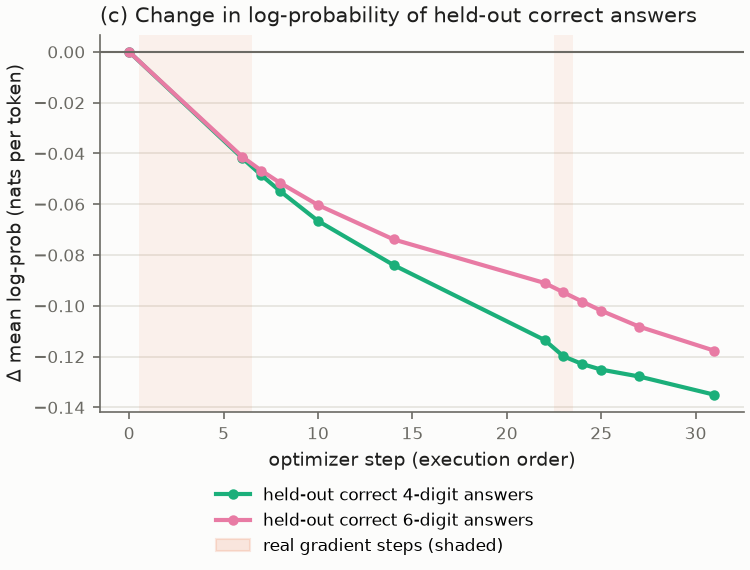 (c) Change in log-probability of held-out correct answers
Δ mean log-prob (nats per token)
0.00
−0.02
−0.04
−0.06
−0.08
−0.10
−0.12
−0.14
0 5 10 15 20 25 30
optimizer step (execution order)
held-out correct 4-digit answers
held-out correct 6-digit answers
real gradient steps (shaded)